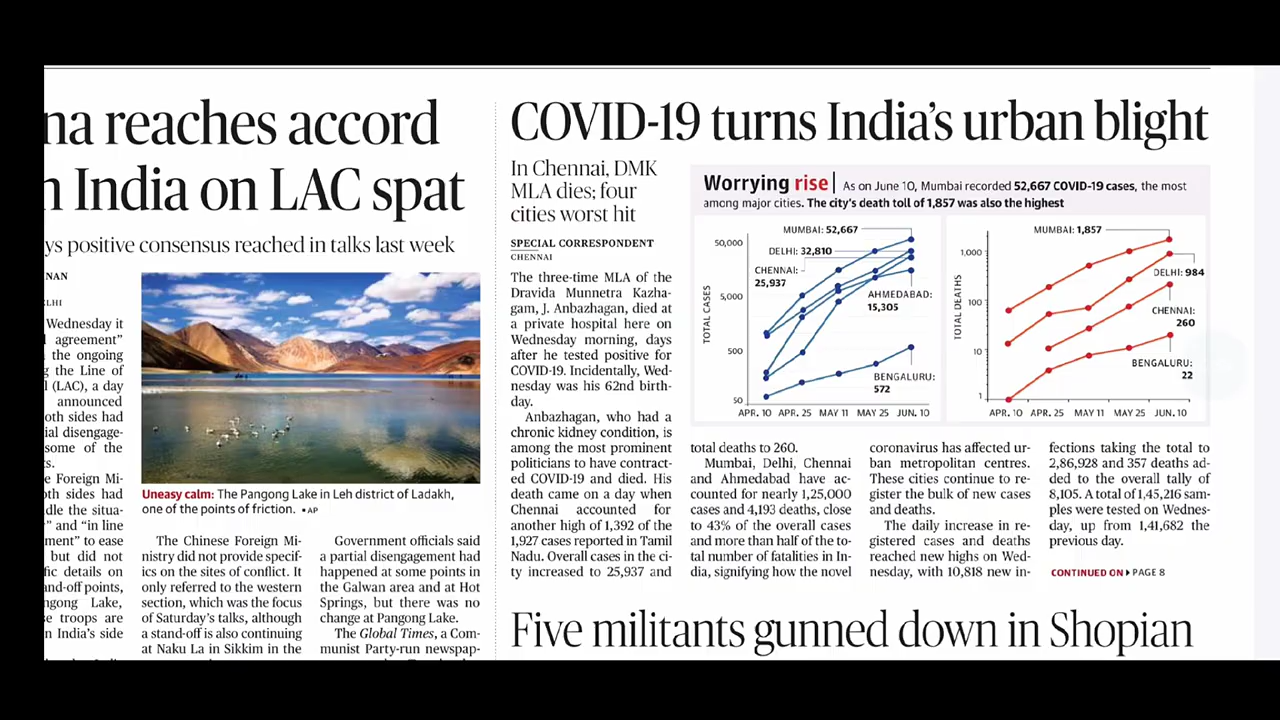 na reaches accord
n India on LAC spat
ys positive consensus reached in talks last week
NAN
ELHI
Wednesday it
agreement”
the ongoing
g the Line of
l (LAC), a day
announced
oth sides had
ial disengage-
some of the
ts.
e Foreign Mi-
oth sides had
dle the situa-
” and “in line
ment” to ease
but did not
fic details on
and-off points,
ngong Lake,
se troops are
n India’s side
Uneasy calm: The Pangong Lake in Leh district of Ladakh,
one of the points of friction. •AP
The Chinese Foreign Mi-
nistry did not provide specif-
ics on the sites of conflict. It
only referred to the western
section, which was the focus
of Saturday’s talks, although
a stand-off is also continuing
at Naku La in Sikkim in the
Government officials said
a partial disengagement had
happened at some points in
the Galwan area and at Hot
Springs, but there was no
change at Pangong Lake.
The Global Times, a Com-
munist Party-run newspap-
COVID-19 turns India’s urban blight
In Chennai, DMK
MLA dies; four
cities worst hit
SPECIAL CORRESPONDENT
CHENNAI
The three-time MLA of the
Dravida Munnetra Kazha-
gam, J. Anbazhagan, died at
a private hospital here on
Wednesday morning, days
after he tested positive for
COVID-19. Incidentally, Wed-
nesday was his 62nd birth-
day.
Anbazhagan, who had a
chronic kidney condition, is
among the most prominent
politicians to have contract-
ed COVID-19 and died. His
death came on a day when
Chennai accounted for
another high of 1,392 of the
1,927 cases reported in Tamil
Nadu. Overall cases in the ci-
ty increased to 25,937 and
Worrying rise | As on June 10, Mumbai recorded 52,667 COVID-19 cases, the most
among major cities. The city’s death toll of 1,857 was also the highest
TOTAL CASES
50,000
5,000
500
50
MUMBAI: 52,667
DELHI: 32,810
CHENNAI:
25,937
AHMEDABAD:
15,305
BENGALURU:
572
APR. 10 APR. 25 MAY 11 MAY 25 JUN. 10
TOTAL DEATHS
1,000
100
10
1
MUMBAI: 1,857
DELHI: 984
CHENNAI:
260
BENGALURU:
22
APR. 10 APR. 25 MAY 11 MAY 25 JUN. 10
total deaths to 260.
Mumbai, Delhi, Chennai
and Ahmedabad have ac-
counted for nearly 1,25,000
cases and 4,193 deaths, close
to 43% of the overall cases
and more than half of the to-
tal number of fatalities in In-
dia, signifying how the novel
coronavirus has affected ur-
ban metropolitan centres.
These cities continue to re-
gister the bulk of new cases
and deaths.
The daily increase in re-
gistered cases and deaths
reached new highs on Wed-
nesday, with 10,818 new in-
fections taking the total to
2,86,928 and 357 deaths ad-
ded to the overall tally of
8,105. A total of 1,45,216 sam-
ples were tested on Wednes-
day, up from 1,41,682 the
previous day.
CONTINUED ON PAGE 8
Five militants gunned down in Shopian